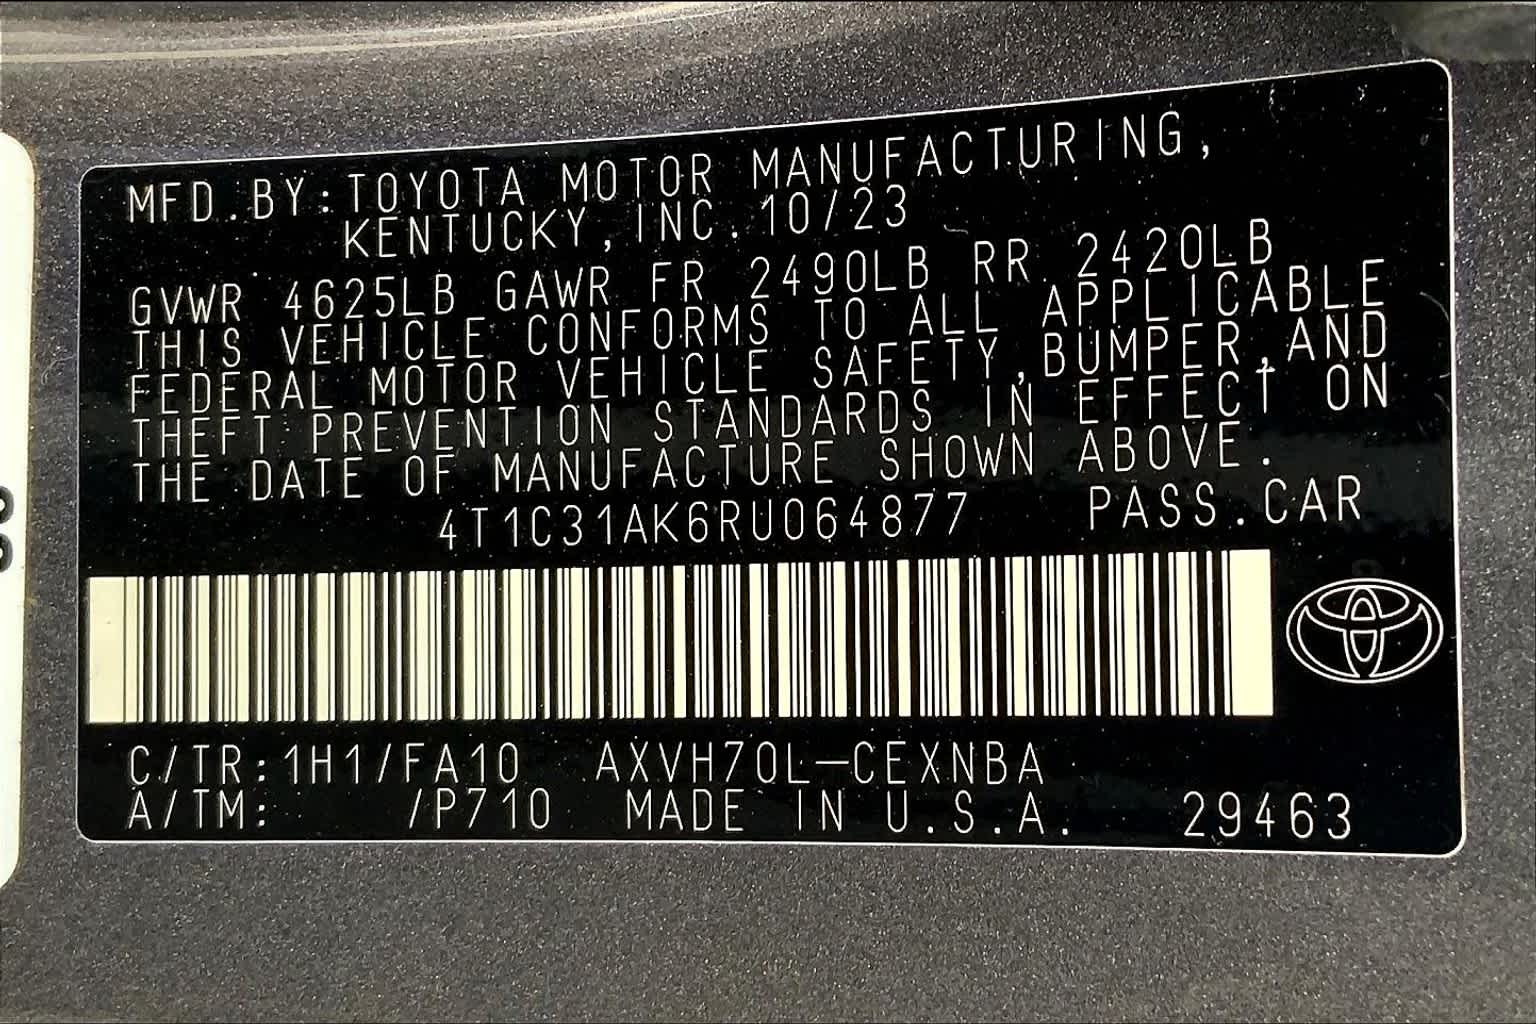 MFD.BY:TOYOTA MOTOR MANUFACTURING,
KENTUCKY,INC. 10/23
GVWR 4625LB GAWR FR 2490LB RR 2420LB
THIS VEHICLE CONFORMS TO ALL APPLICABLE
FEDERAL MOTOR VEHICLE SAFETY,BUMPER,AND
THEFT PREVENTION STANDARDS IN EFFECT ON
THE DATE OF MANUFACTURE SHOWN ABOVE.
4T1C31AK6RU064877 PASS.CAR
C/TR:1H1/FA10 AXVH70L-CEXNBA
A/TM: /P710 MADE IN U.S.A. 29463